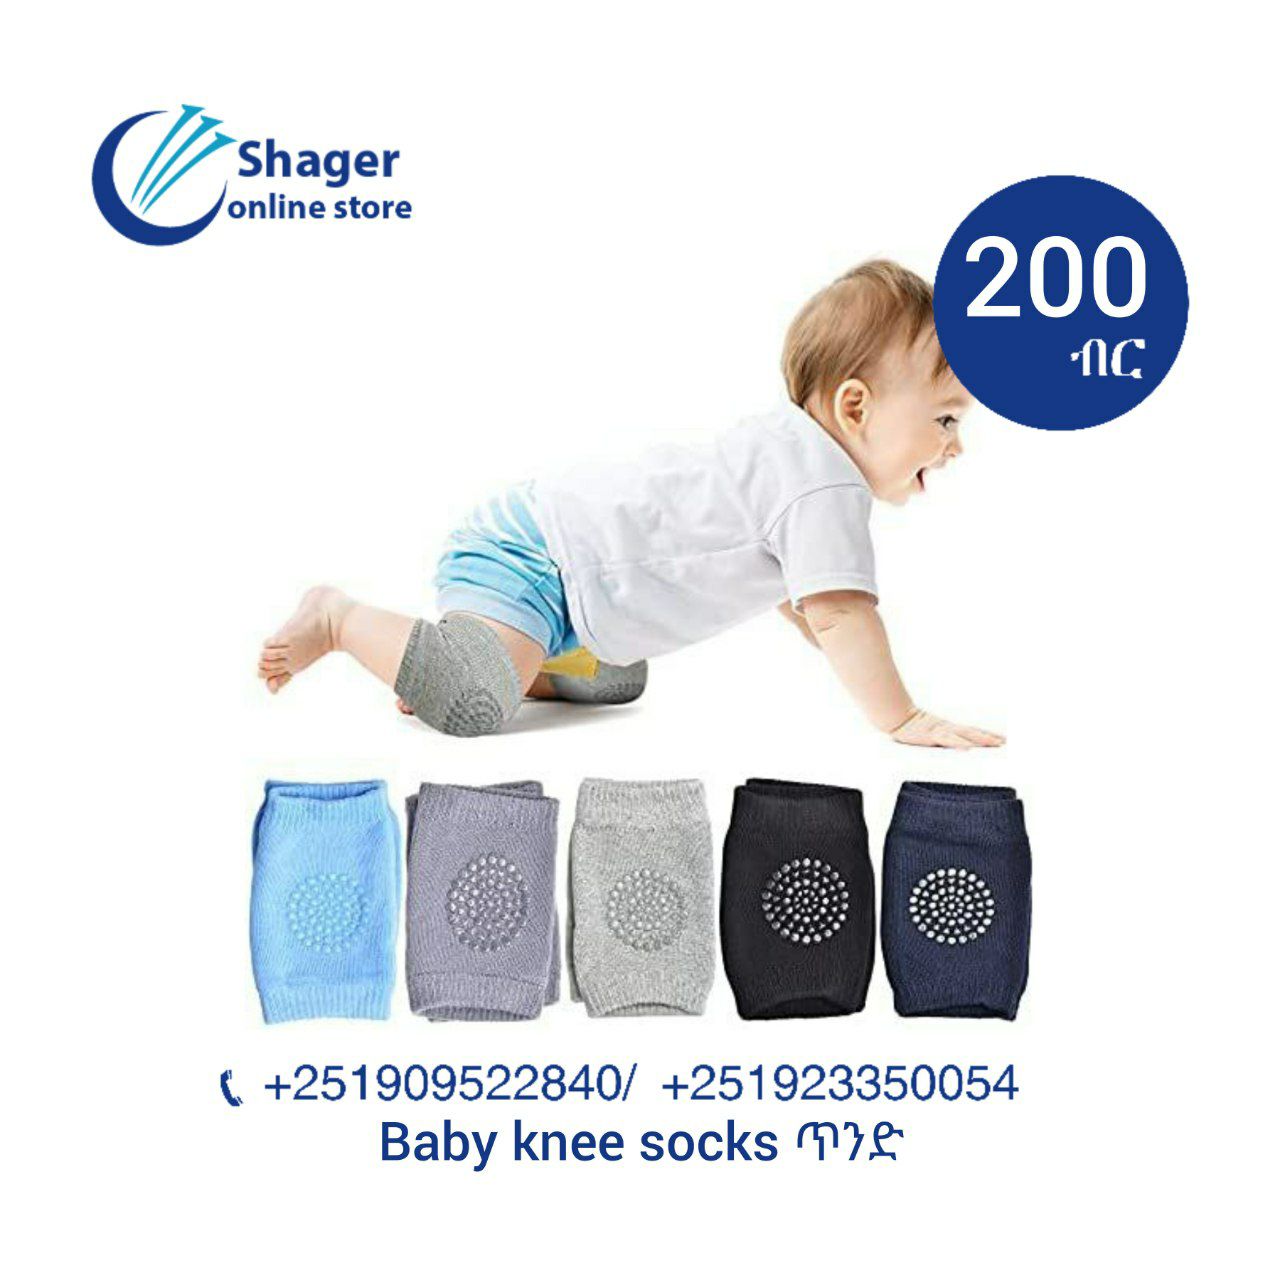 Shager
online store
200
ብር
+251909522840/ +251923350054
Baby knee socks ጥንድ